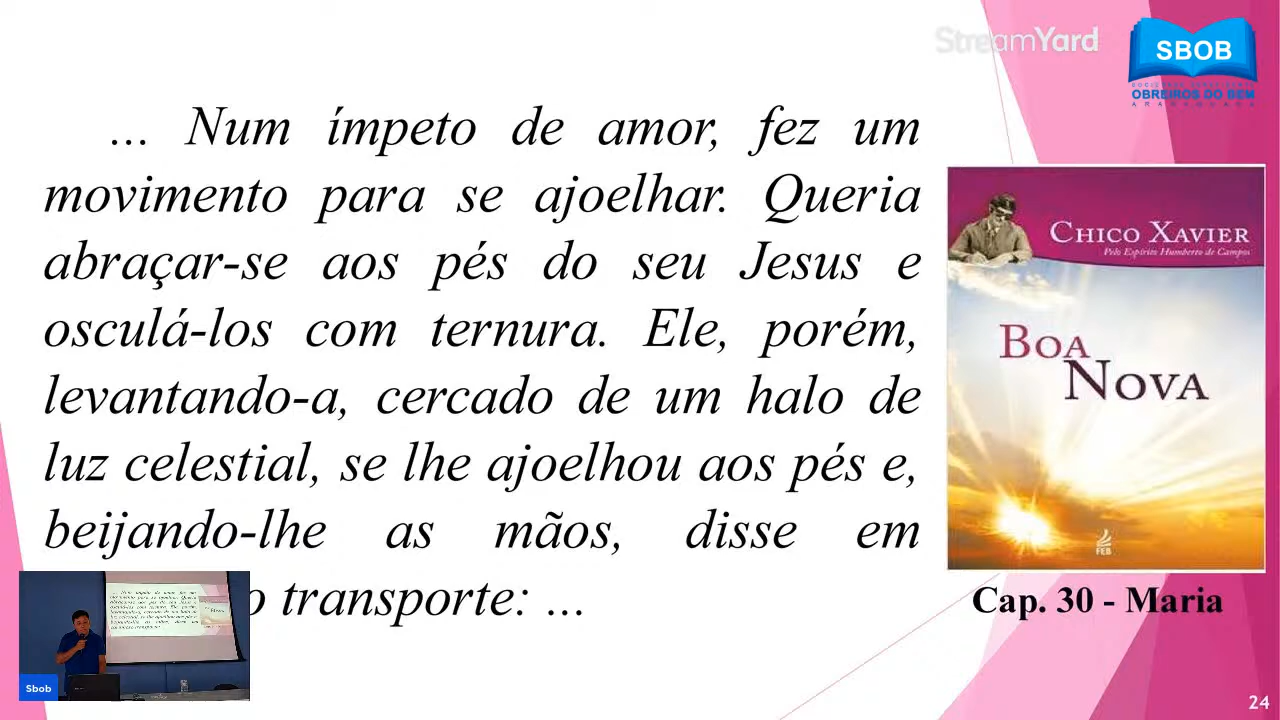 StreamYard
SBOB
OBREIROS DO BEM
ARARAQUARA
... Num ímpeto de amor, fez um
movimento para se ajoelhar. Queria
abraçar-se aos pés do seu Jesus e
osculá-los com ternura. Ele, porém,
levantando-a, cercado de um halo de
luz celestial, se lhe ajoelhou aos pés e,
beijando-lhe as mãos, disse em
transporte: ...
CHICO XAVIER
Pelo Espírito Humberto de Campos
BOA
NOVA
FEB
Cap. 30 - Maria
Sbob
24